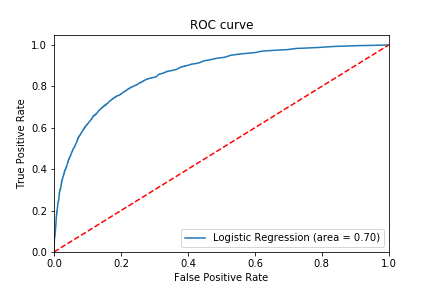 ROC curve
True Positive Rate
1.0
0.8
0.6
0.4
0.2
0.0
Logistic Regression (area = 0.70)
0.0 0.2 0.4 0.6 0.8 1.0
False Positive Rate